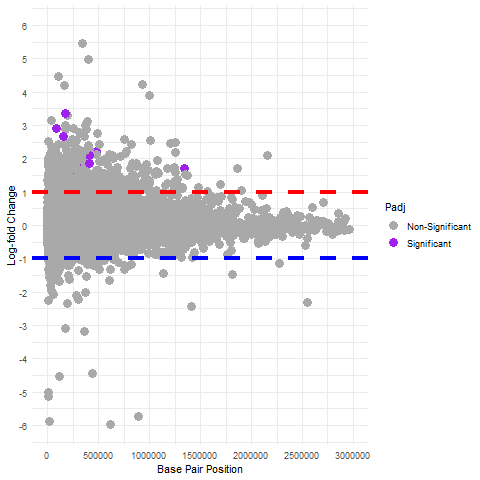 6
5
4
3
2
1
0
-1
-2
-3
-4
-5
-6
Log-fold Change
0 500000 1000000 1500000 2000000 2500000 3000000
Base Pair Position
Padj
Non-Significant
Significant